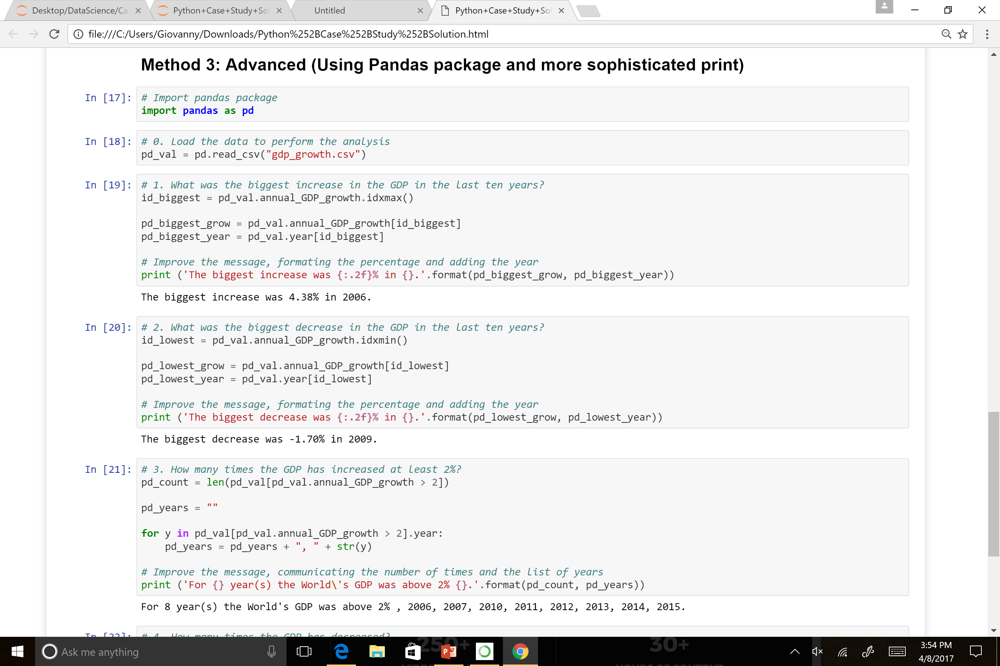 Desktop/DataScience/Ca
Python+Case+Study+Sol
Untitled
Python+Case+Study+Sol
file:///C:/Users/Giovanny/Downloads/Python%252BCase%252BStudy%252BSolution.html
Method 3: Advanced (Using Pandas package and more sophisticated print)
In [17]: # Import pandas package
import pandas as pd
In [18]: # 0. Load the data to perform the analysis
pd_val = pd.read_csv("gdp_growth.csv")
In [19]: # 1. What was the biggest increase in the GDP in the last ten years?
id_biggest = pd_val.annual_GDP_growth.idxmax()
pd_biggest_grow = pd_val.annual_GDP_growth[id_biggest]
pd_biggest_year = pd_val.year[id_biggest]
# Improve the message, formating the percentage and adding the year
print ('The biggest increase was {:.2f}% in {}.'.format(pd_biggest_grow, pd_biggest_year))
The biggest increase was 4.38% in 2006.
In [20]: # 2. What was the biggest decrease in the GDP in the last ten years?
id_lowest = pd_val.annual_GDP_growth.idxmin()
pd_lowest_grow = pd_val.annual_GDP_growth[id_lowest]
pd_lowest_year = pd_val.year[id_lowest]
# Improve the message, formating the percentage and adding the year
print ('The biggest decrease was {:.2f}% in {}.'.format(pd_lowest_grow, pd_lowest_year))
The biggest decrease was -1.70% in 2009.
In [21]: # 3. How many times the GDP has increased at least 2%?
pd_count = len(pd_val[pd_val.annual_GDP_growth > 2])
pd_years = ""
for y in pd_val[pd_val.annual_GDP_growth > 2].year:
    pd_years = pd_years + ", " + str(y)
# Improve the message, communicating the number of times and the list of years
print ('For {} year(s) the World\'s GDP was above 2% {}.'.format(pd_count, pd_years))
For 8 year(s) the World's GDP was above 2% , 2006, 2007, 2010, 2011, 2012, 2013, 2014, 2015.
In [22]: # 4. How many times the GDP has decreased?
Ask me anything
250+
30+
HOURS OF CONTENT
3:54 PM
4/8/2017